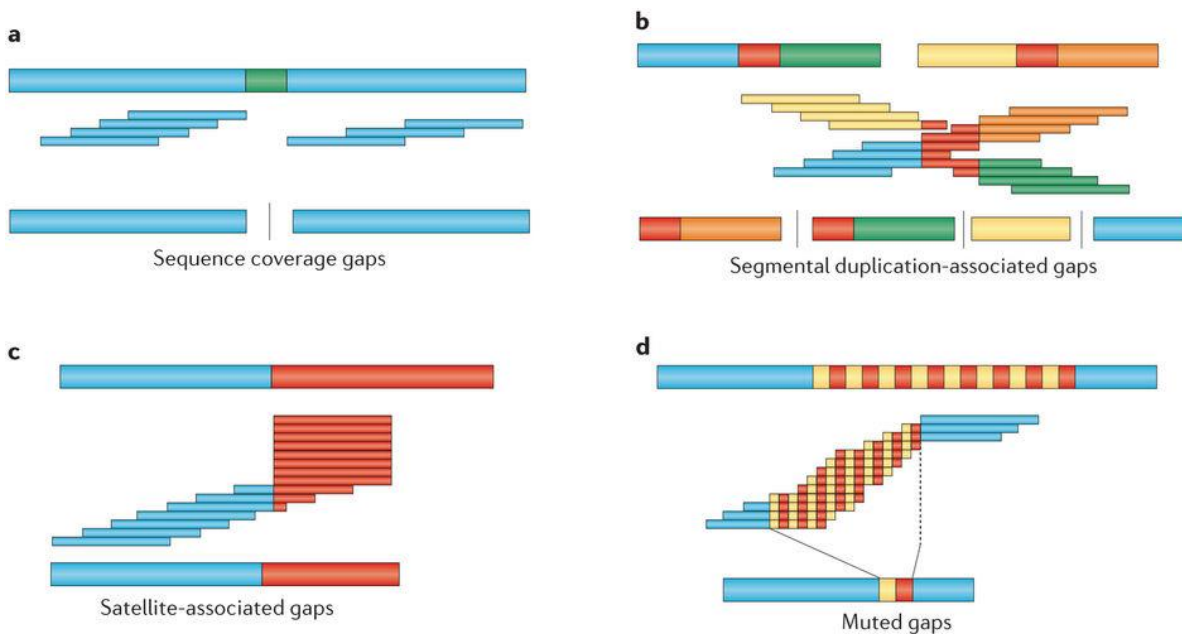 a
Sequence coverage gaps
b
Segmental duplication-associated gaps
c
Satellite-associated gaps
d
Muted gaps